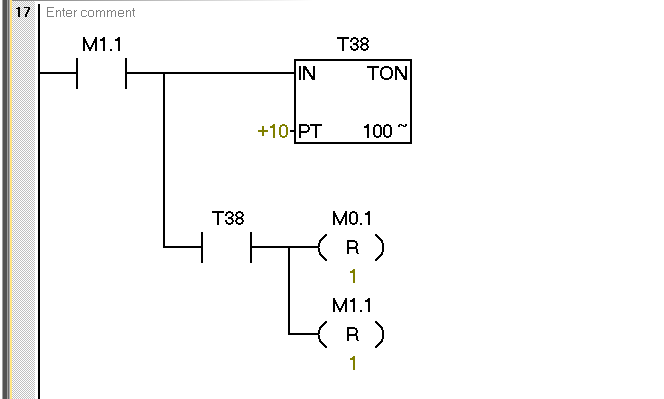 17 Enter comment
M1.1
T38
IN TON
+10 PT 100 ~
T38
M0.1
R
1
M1.1
R
1